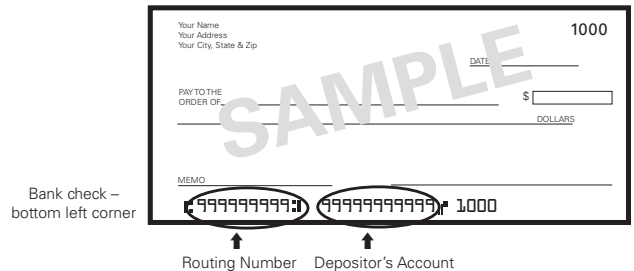 Your Name
Your Address
Your City, State & Zip
1000
DATE
PAY TO THE
ORDER OF
$
DOLLARS
SAMPLE
MEMO
Bank check –
bottom left corner
⑆999999999⑆ 99999999999⑈ 1000
Routing Number Depositor's Account